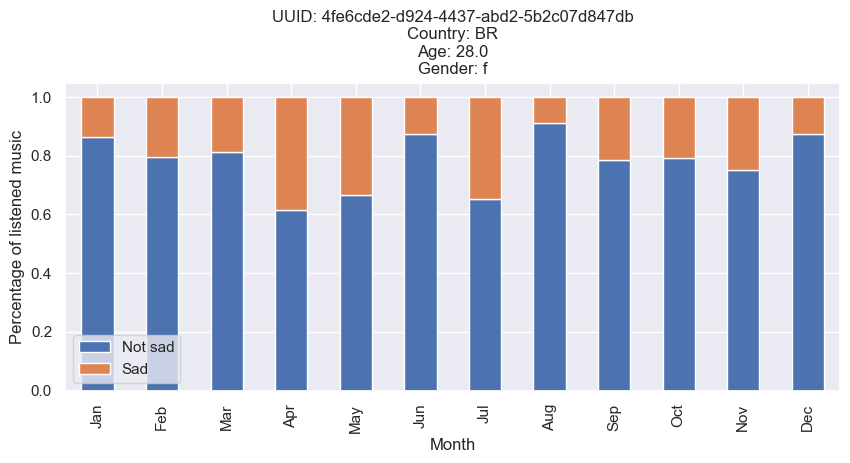 UUID: 4fe6cde2-d924-4437-abd2-5b2c07d847db
Country: BR
Age: 28.0
Gender: f
Percentage of listened music
1.0
0.8
0.6
0.4
0.2
0.0
Not sad
Sad
Jan
Feb
Mar
Apr
May
Jun
Jul
Aug
Sep
Oct
Nov
Dec
Month